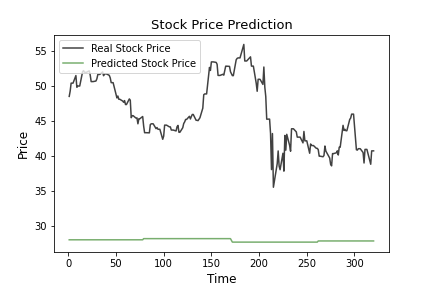 Stock Price Prediction
Real Stock Price
Predicted Stock Price
55
50
45
40
35
30
Price
0 50 100 150 200 250 300
Time